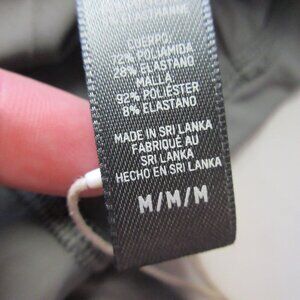 ELASTANNE
CUERPO
72% POLIAMIDA
28% ELASTANO
MALLA
92% POLIÉSTER
8% ELASTANO
MADE IN SRI LANKA
FABRIQUÉ AU
SRI LANKA
HECHO EN SRI LANKA
M/M/M